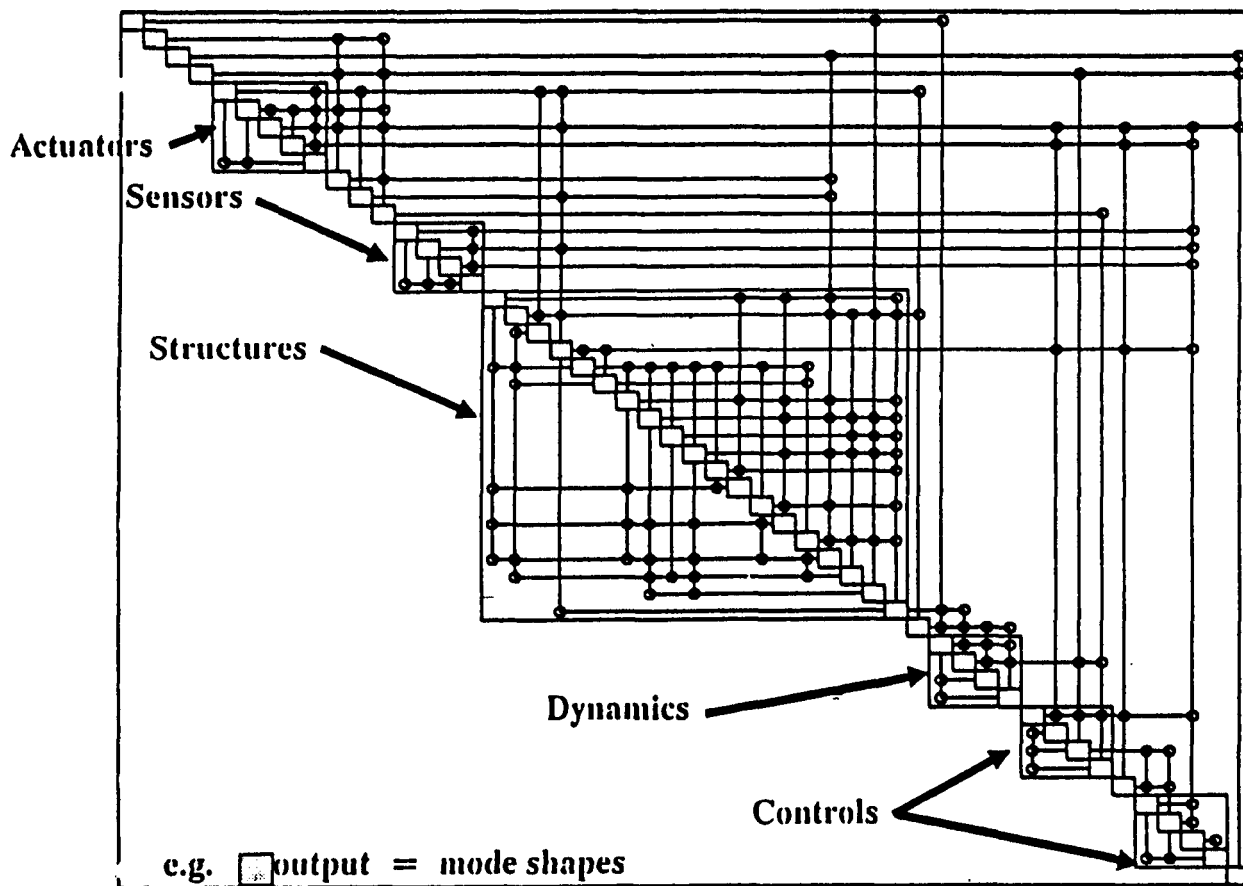 Actuators
Sensors
Structures
Dynamics
Controls
e.g. output = mode shapes